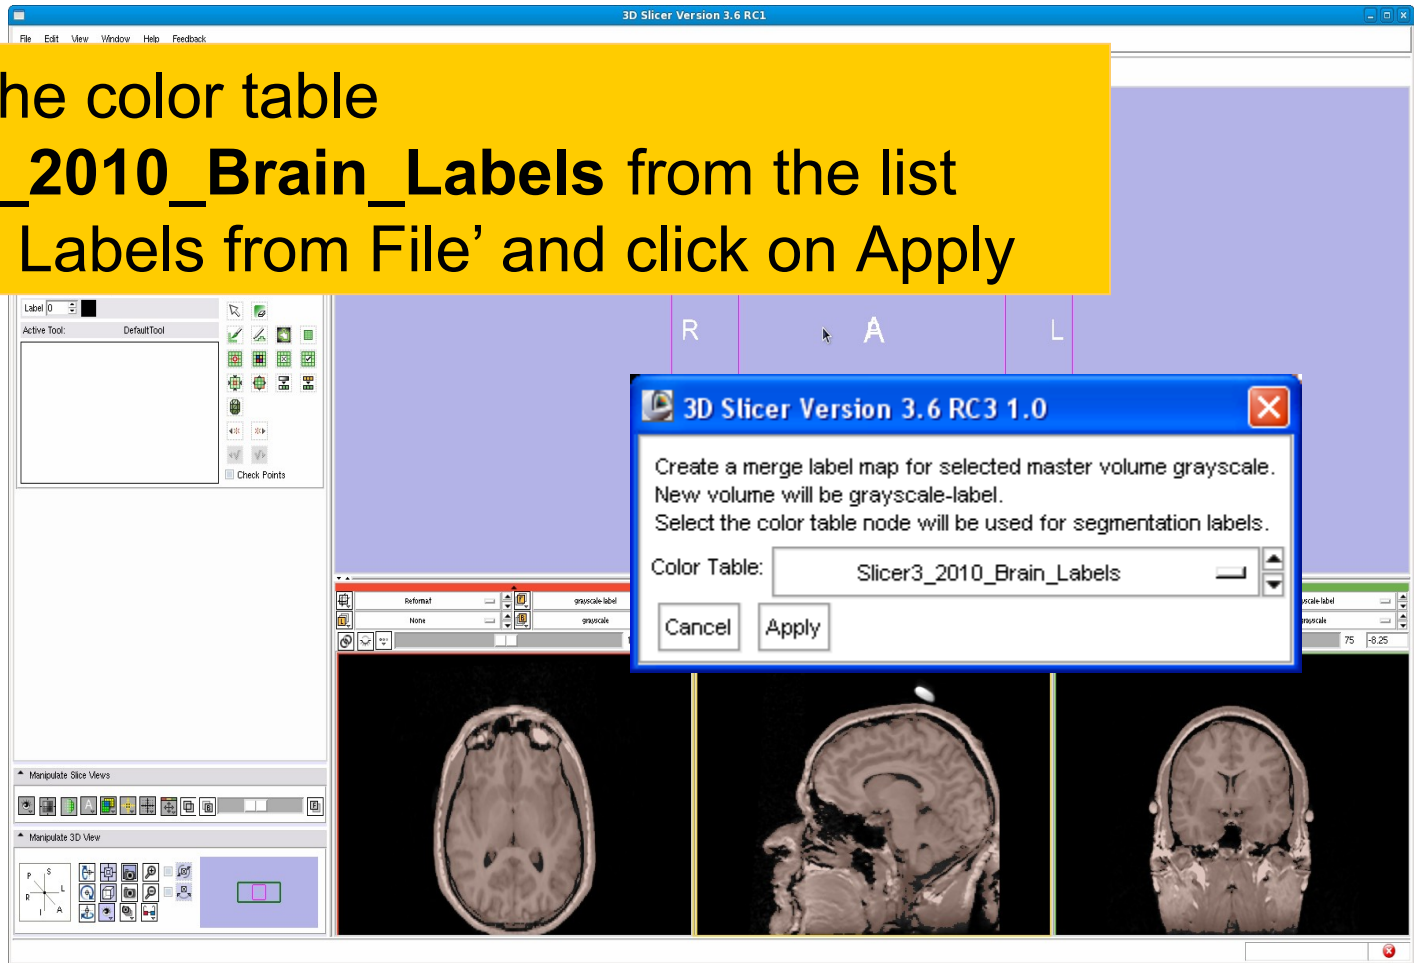 3D Slicer Version 3.6 RC1
File Edit View Window Help Feedback
he color table
_2010_Brain_Labels from the list
Labels from File’ and click on Apply
Label 0
Active Tool: DefaultTool
Check Points
R A L
3D Slicer Version 3.6 RC3 1.0
Create a merge label map for selected master volume grayscale.
New volume will be grayscale-label.
Select the color table node will be used for segmentation labels.
Color Table: Slicer3_2010_Brain_Labels
Cancel Apply
Reformat grayscale-label
None grayscale
yscale-label
rayscale
75 -8.25
Manipulate Slice Views
Manipulate 3D View
P S
L
R
I A